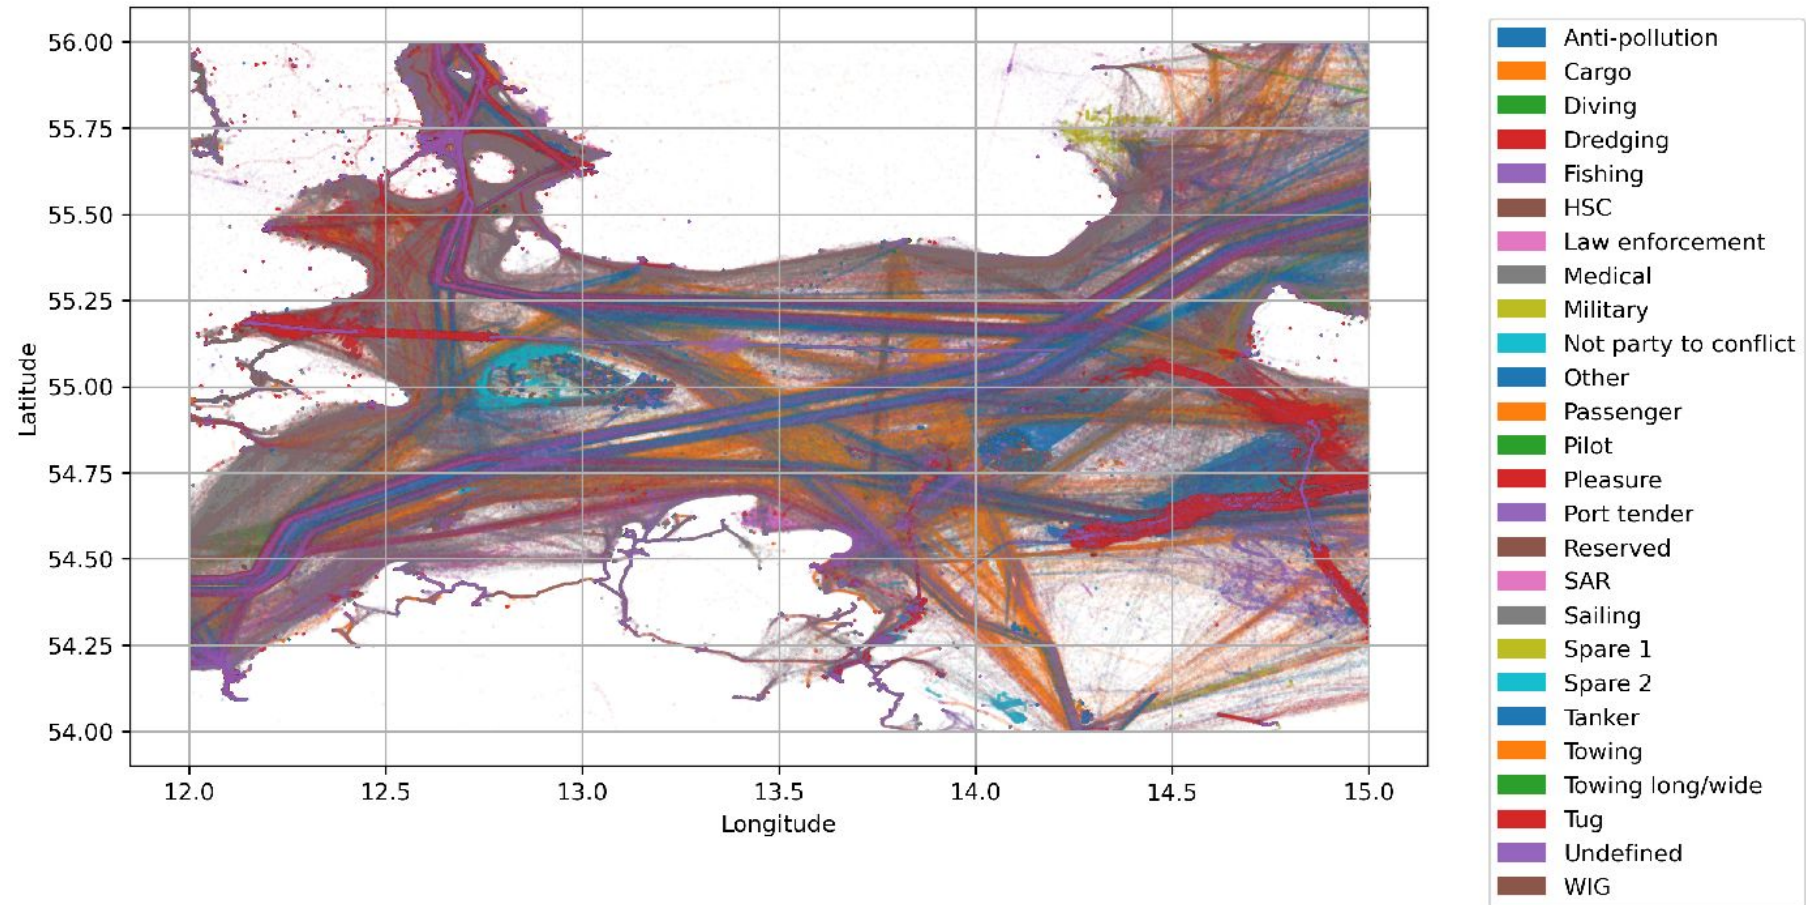 56.00
55.75
55.50
55.25
55.00
54.75
54.50
54.25
54.00
Latitude
12.0 12.5 13.0 13.5 14.0 14.5 15.0
Longitude
Anti-pollution
Cargo
Diving
Dredging
Fishing
HSC
Law enforcement
Medical
Military
Not party to conflict
Other
Passenger
Pilot
Pleasure
Port tender
Reserved
SAR
Sailing
Spare 1
Spare 2
Tanker
Towing
Towing long/wide
Tug
Undefined
WIG